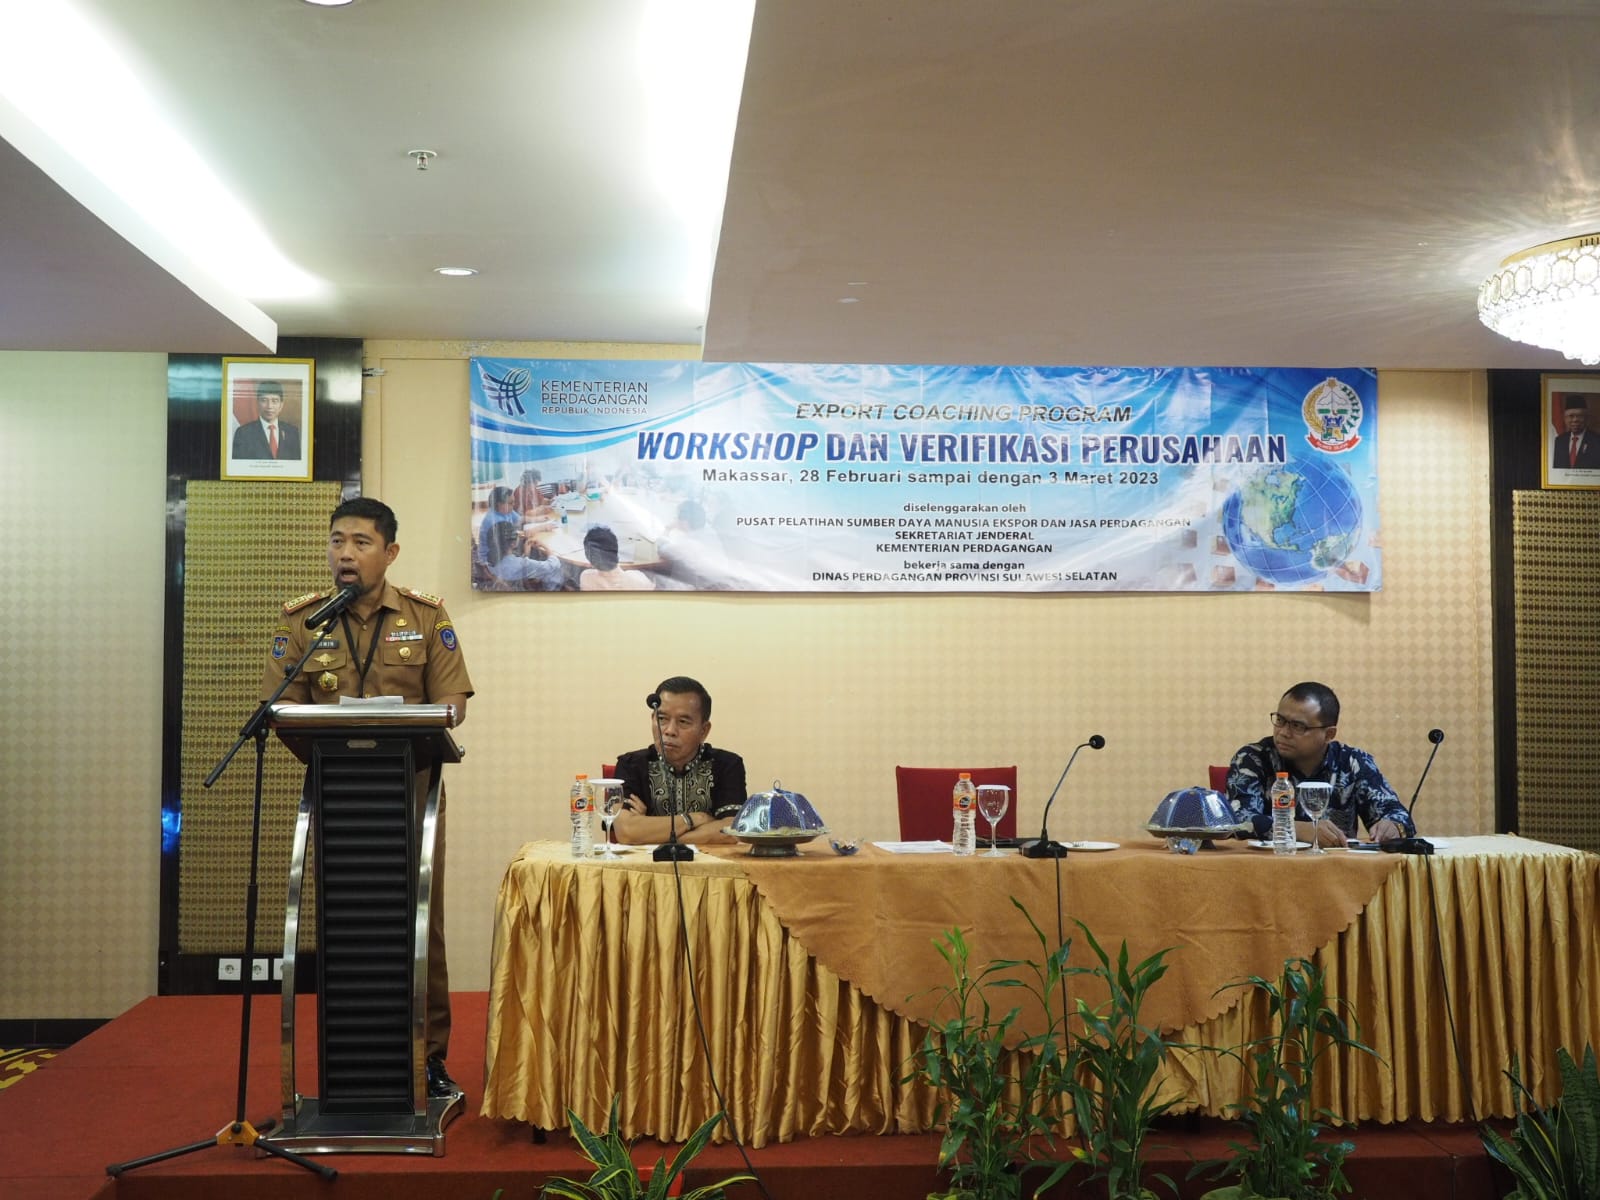 KEMENTERIAN
PERDAGANGAN
REPUBLIK INDONESIA
EXPORT COACHING PROGRAM
WORKSHOP DAN VERIFIKASI PERUSAHAAN
Makassar, 28 Februari sampai dengan 3 Maret 2023
diselenggarakan oleh
PUSAT PELATIHAN SUMBER DAYA MANUSIA EKSPOR DAN JASA PERDAGANGAN
SEKRETARIAT JENDERAL
KEMENTERIAN PERDAGANGAN
bekerja sama dengan
DINAS PERDAGANGAN PROVINSI SULAWESI SELATAN